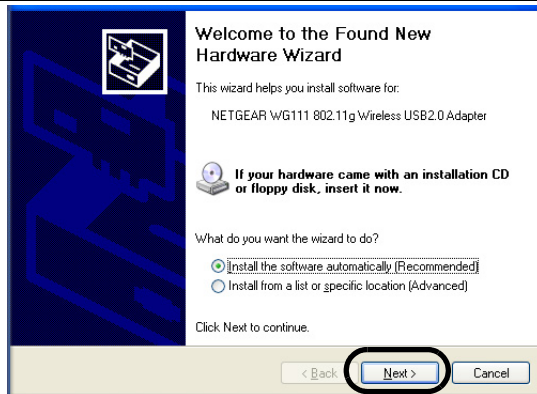 Welcome to the Found New
Hardware Wizard
This wizard helps you install software for:
NETGEAR WG111 802.11g Wireless USB2.0 Adapter
If your hardware came with an installation CD
or floppy disk, insert it now.
What do you want the wizard to do?
Install the software automatically (Recommended)
Install from a list or specific location (Advanced)
Click Next to continue.
< Back
Next >
Cancel